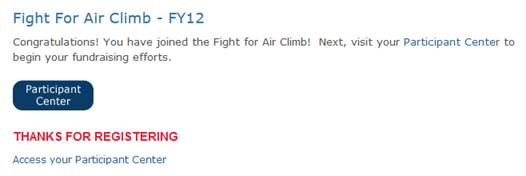 Fight For Air Climb - FY12
Congratulations! You have joined the Fight for Air Climb!  Next, visit your Participant Center to
begin your fundraising efforts.
Participant
Center
THANKS FOR REGISTERING
Access your Participant Center